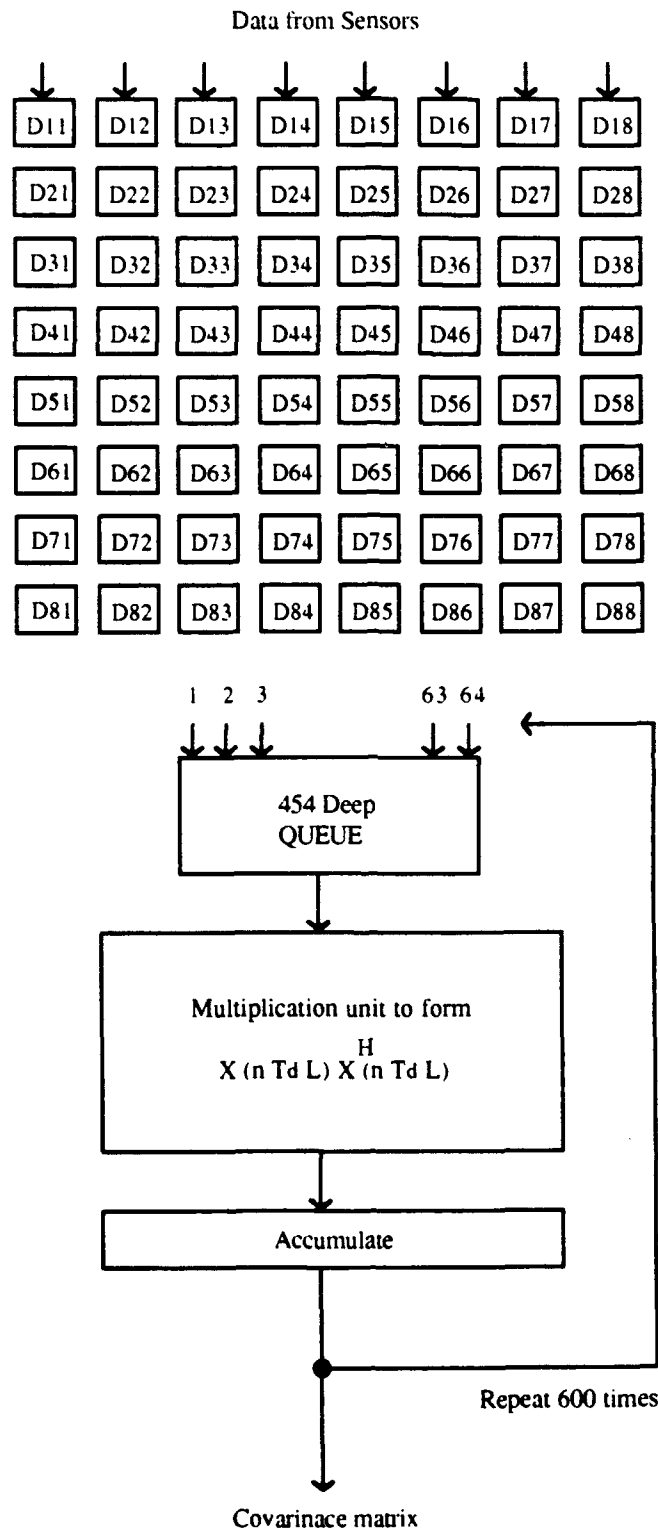 Data from Sensors
D11 D12 D13 D14 D15 D16 D17 D18
D21 D22 D23 D24 D25 D26 D27 D28
D31 D32 D33 D34 D35 D36 D37 D38
D41 D42 D43 D44 D45 D46 D47 D48
D51 D52 D53 D54 D55 D56 D57 D58
D61 D62 D63 D64 D65 D66 D67 D68
D71 D72 D73 D74 D75 D76 D77 D78
D81 D82 D83 D84 D85 D86 D87 D88
1 2 3 63 64
454 Deep
QUEUE
Multiplication unit to form
H
X (n Td L) X (n Td L)
Accumulate
Repeat 600 times
Covarinace matrix